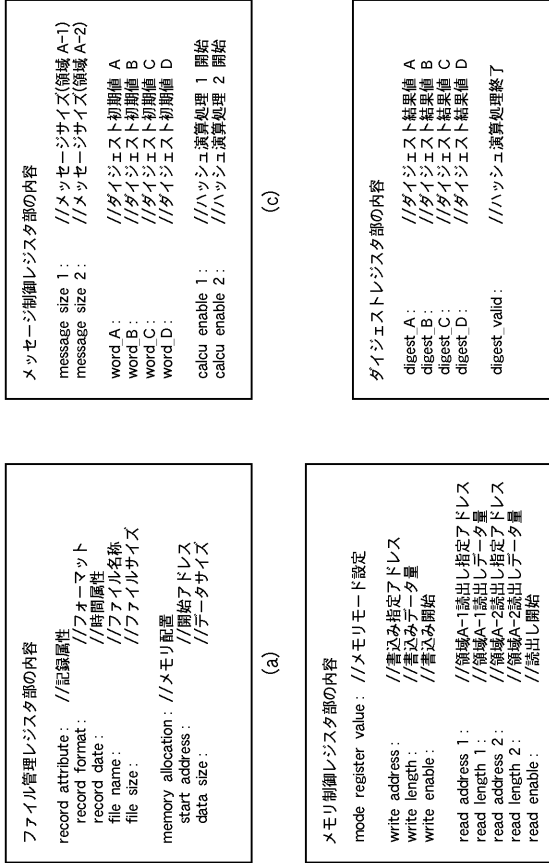 ファイル管理レジスタ部の内容
record attribute : //記録属性
record format : //フォーマット
record date : //時間属性
file name : //ファイル名称
file size : //ファイルサイズ
memory allocation : //メモリ配置
start address : //開始アドレス
data size : //データサイズ
(a)
メモリ制御レジスタ部の内容
mode register value : //メモリモード設定
write address : //書込み指定アドレス
write length : //書込みデータ量
write enable : //書込み開始
read address 1 : //領域A-1読出し指定アドレス
read length 1 : //領域A-1読出しデータ量
read address 2 : //領域A-2読出し指定アドレス
read length 2 : //領域A-2読出しデータ量
read enable : //読出し開始
メッセージ制御レジスタ部の内容
message size 1 : //メッセージサイズ(領域 A-1)
message size 2 : //メッセージサイズ(領域 A-2)
word_A : //ダイジェスト初期値 A
word_B : //ダイジェスト初期値 B
word_C : //ダイジェスト初期値 C
word_D : //ダイジェスト初期値 D
calcu enable 1 : //ハッシュ演算処理 1 開始
calcu enable 2 : //ハッシュ演算処理 2 開始
(c)
ダイジェストレジスタ部の内容
digest_A : //ダイジェスト結果値 A
digest_B : //ダイジェスト結果値 B
digest_C : //ダイジェスト結果値 C
digest_D : //ダイジェスト結果値 D
digest_valid : //ハッシュ演算処理終了